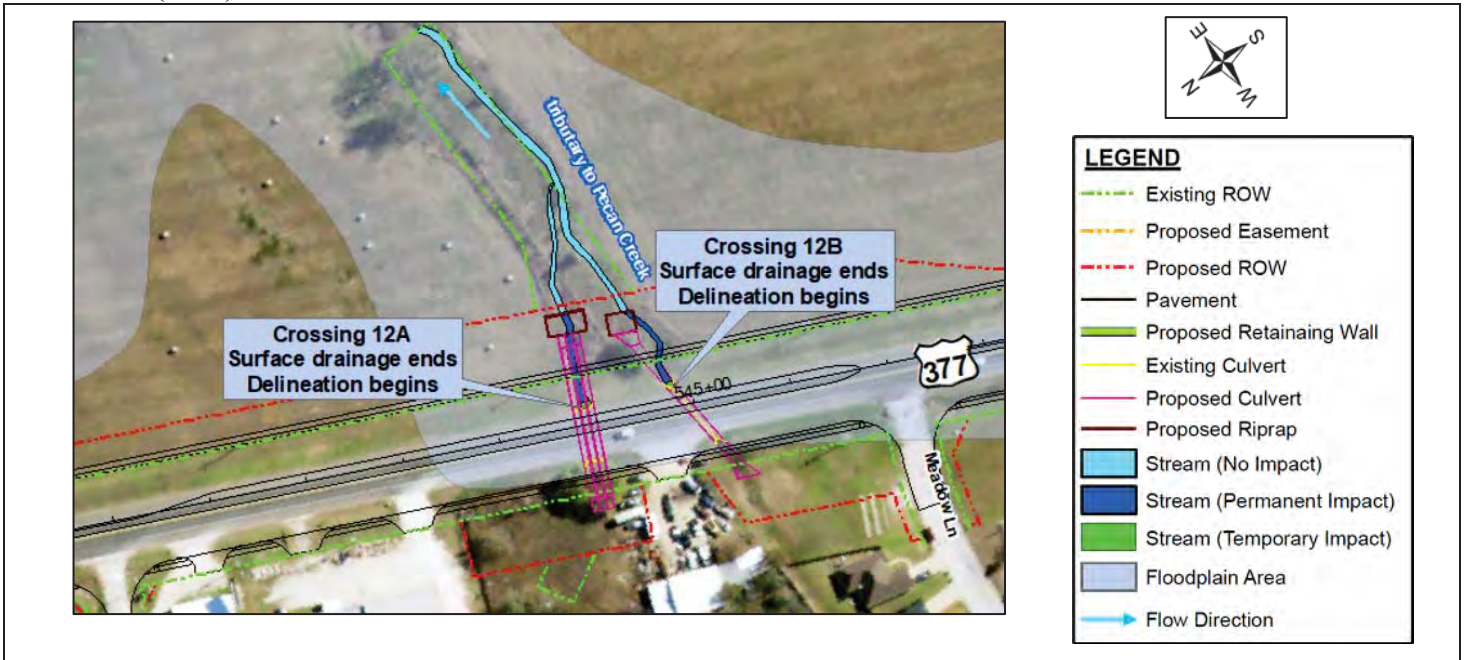 tributary to Pecan Creek
Crossing 12B
Surface drainage ends
Delineation begins
Crossing 12A
Surface drainage ends
Delineation begins
545+00
377
Meadow Ln
E
S
N
W
LEGEND
Existing ROW
Proposed Easement
Proposed ROW
Pavement
Proposed Retainaing Wall
Existing Culvert
Proposed Culvert
Proposed Riprap
Stream (No Impact)
Stream (Permanent Impact)
Stream (Temporary Impact)
Floodplain Area
Flow Direction